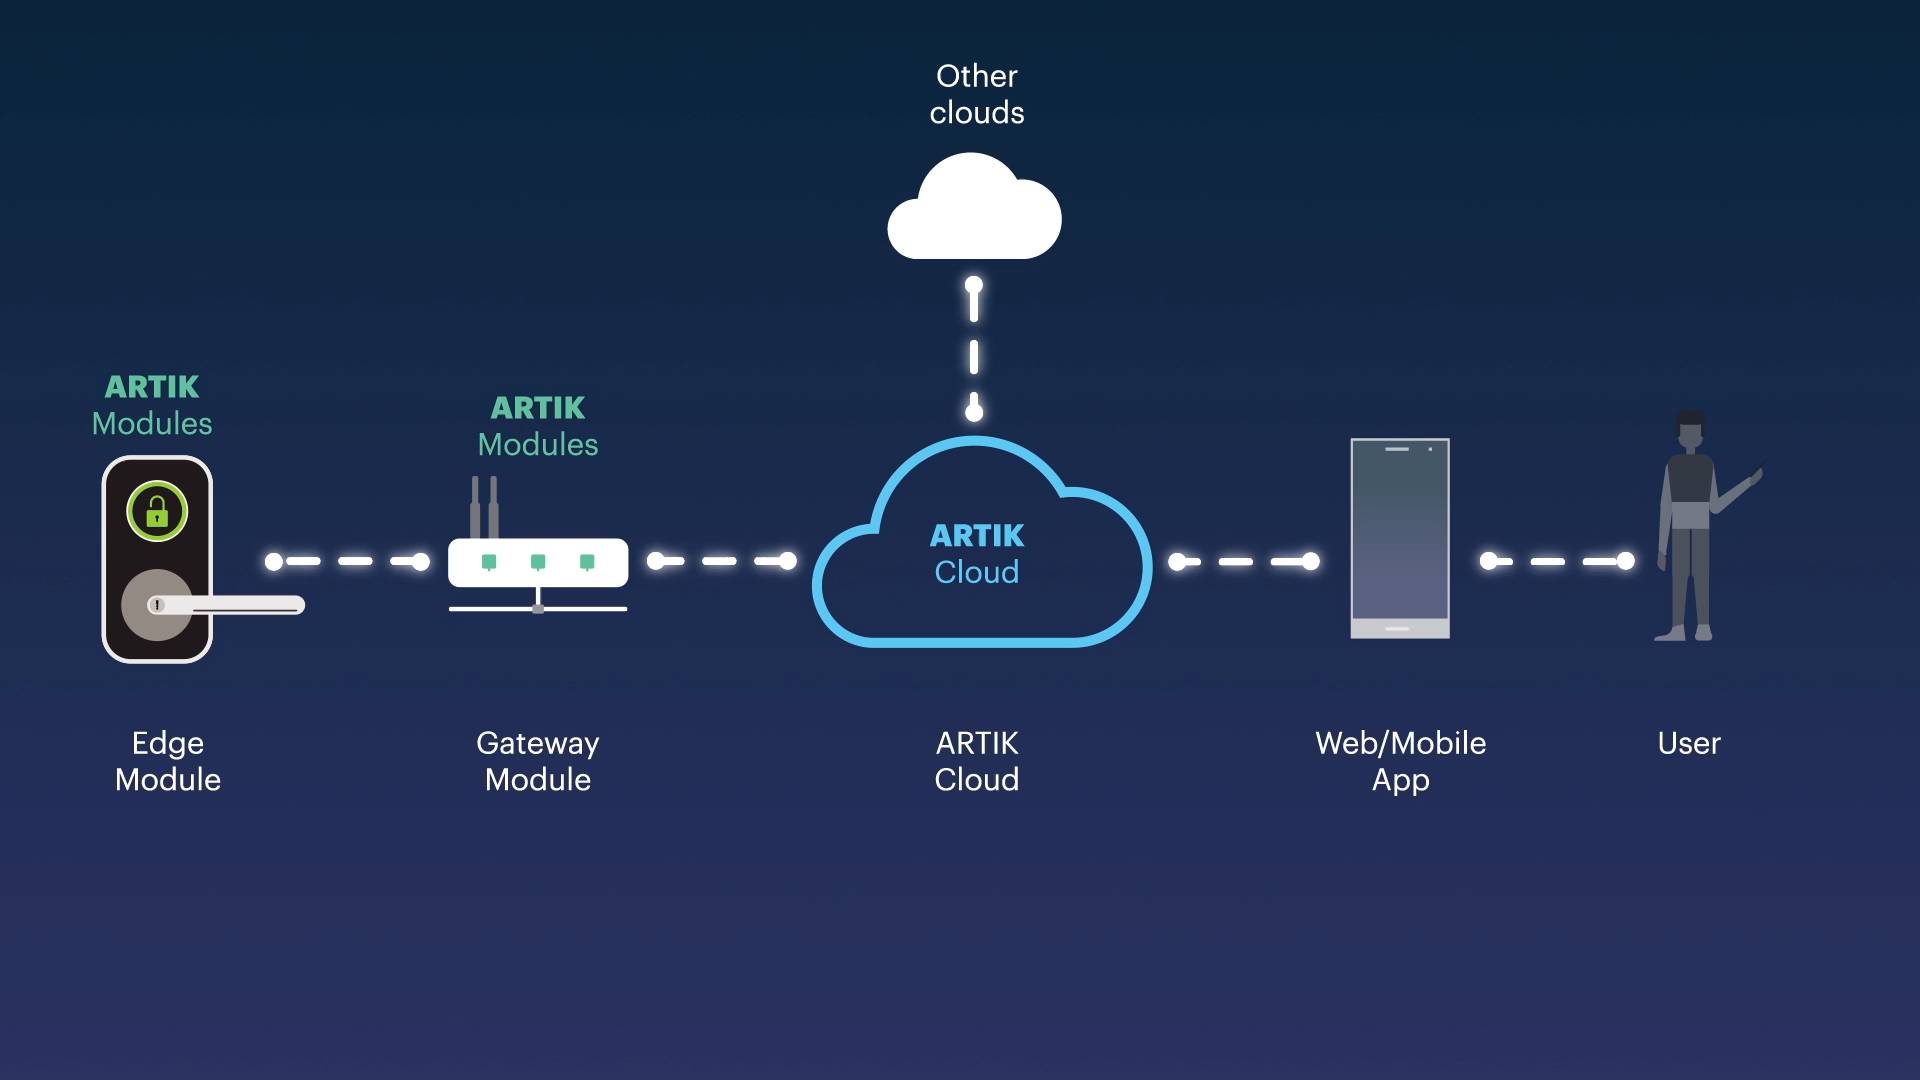 Other
clouds
ARTIK
Modules
ARTIK
Modules
ARTIK
Cloud
Edge
Module
Gateway
Module
ARTIK
Cloud
Web/Mobile
App
User